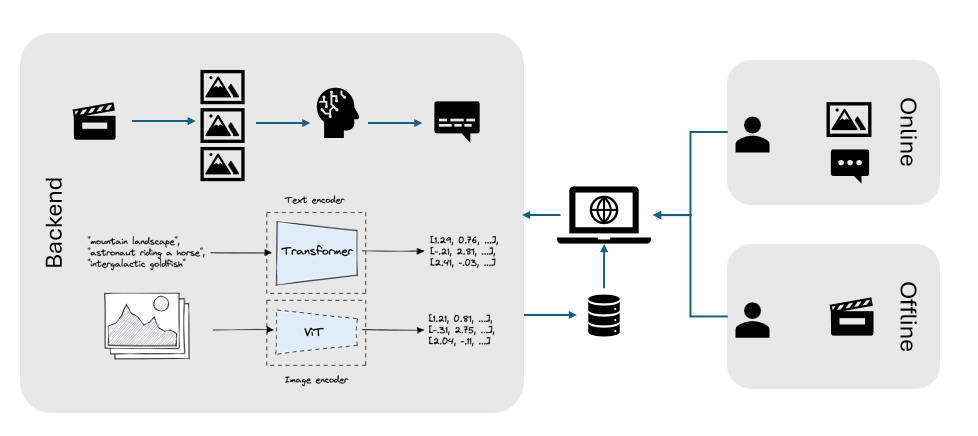 Backend
Text encoder
"mountain landscape",
"astronaut riding a horse",
"intergalactic goldfish"
Transformer
[1.29, 0.76, ...],
[-.21, 2.81, ...],
[2.41, -.03, ...]
ViT
[1.21, 0.81, ...],
[-.31, 2.75, ...],
[2.04, -.11, ...]
Image encoder
Online
Offline